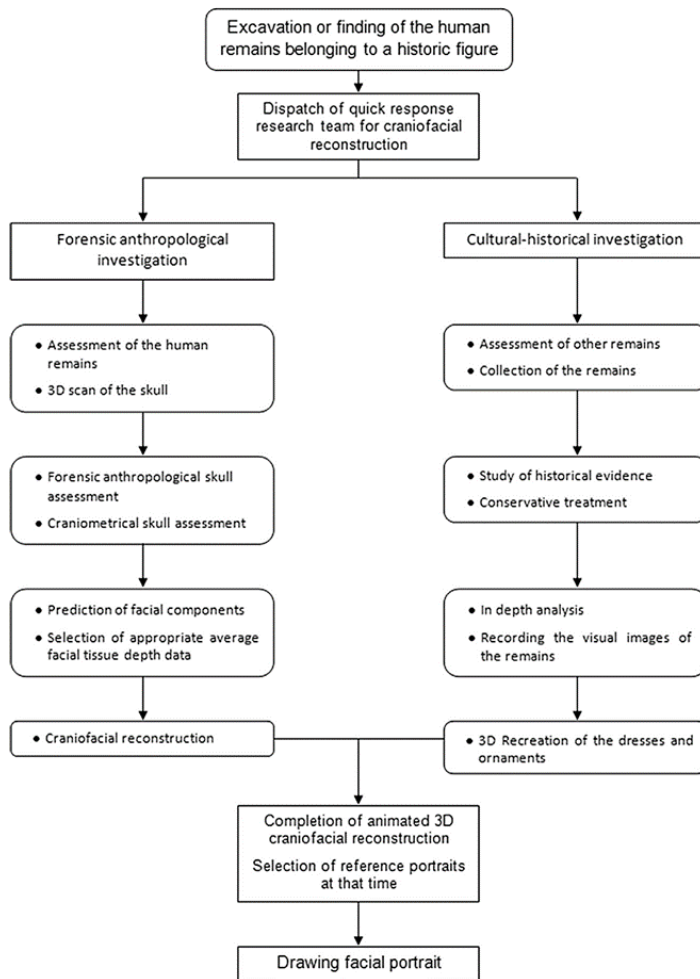 Excavation or finding of the human
remains belonging to a historic figure
Dispatch of quick response
research team for craniofacial
reconstruction
Forensic anthropological
investigation
Cultural-historical investigation
• Assessment of the human
remains
• 3D scan of the skull
• Assessment of other remains
• Collection of the remains
• Forensic anthropological skull
assessment
• Craniometrical skull assessment
• Study of historical evidence
• Conservative treatment
• Prediction of facial components
• Selection of appropriate average
facial tissue depth data
• In depth analysis
• Recording the visual images of
the remains
• Craniofacial reconstruction
• 3D Recreation of the dresses and
ornaments
Completion of animated 3D
craniofacial reconstruction
Selection of reference portraits
at that time
Drawing facial portrait